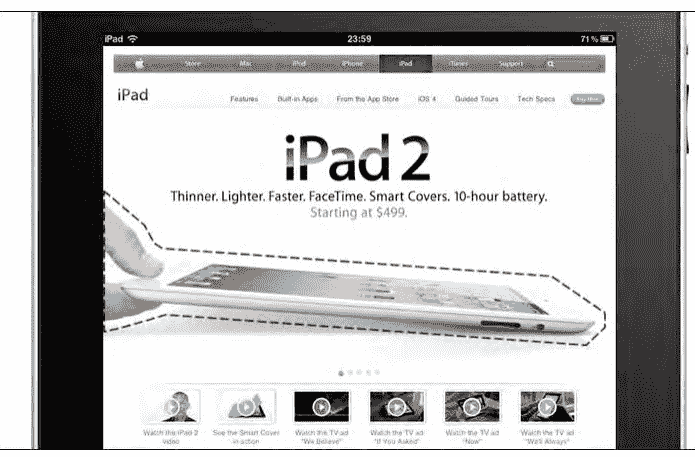 iPad 23:59 71%
Store Mac iPod iPhone iPad iTunes Support
iPad Features Built-in Apps From the App Store iOS 4 Guided Tours Tech Specs Buy Now
iPad 2
Thinner. Lighter. Faster. FaceTime. Smart Covers. 10-hour battery.
Starting at $499.
Watch the iPad 2 See the Smart Cover Watch the TV ad Watch the TV ad Watch the TV ad Watch the TV ad
video in action "We Believe" "If You Asked" "Now" "We'll Always"